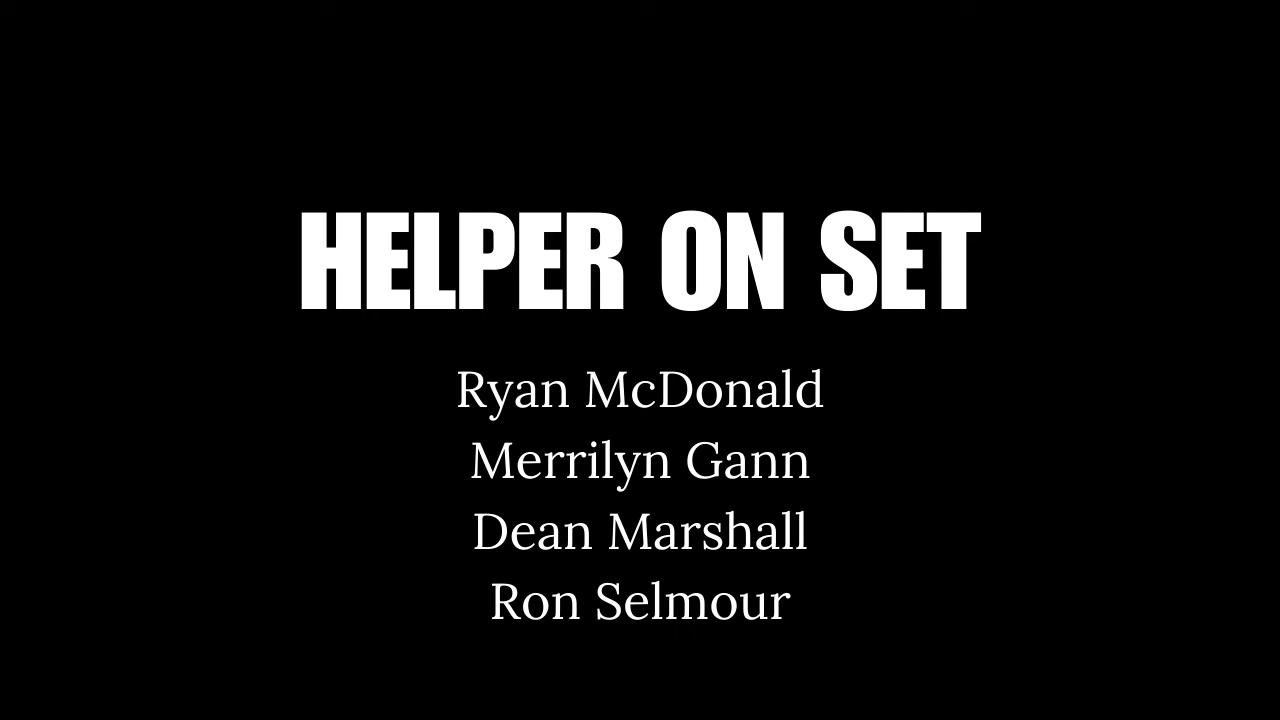 HELPER ON SET
Ryan McDonald
Merrilyn Gann
Dean Marshall
Ron Selmour